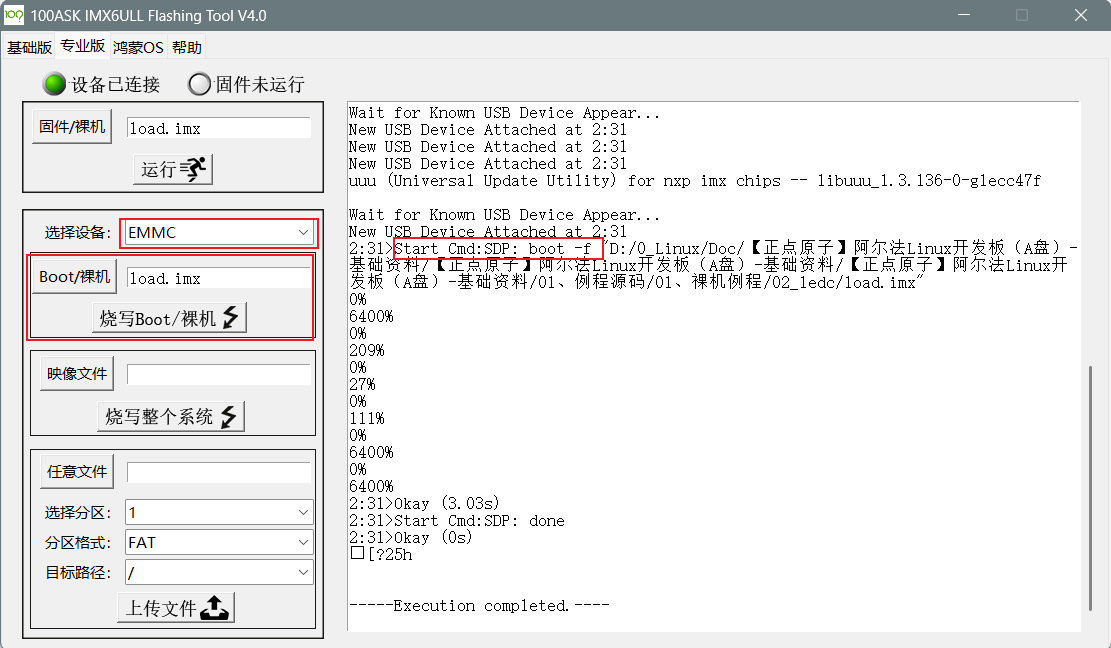 100ASK IMX6ULL Flashing Tool V4.0
基础版 专业版 鸿蒙OS 帮助
设备已连接 固件未运行
固件/裸机 load.imx
运行
选择设备: EMMC
Boot/裸机 load.imx
烧写Boot/裸机
映像文件
烧写整个系统
任意文件
选择分区: 1
分区格式: FAT
目标路径: /
上传文件
Wait for Known USB Device Appear...
New USB Device Attached at 2:31
New USB Device Attached at 2:31
New USB Device Attached at 2:31
uuu (Universal Update Utility) for nxp imx chips -- libuuu_1.3.136-0-g1ecc47f
Wait for Known USB Device Appear...
New USB Device Attached at 2:31
2:31>Start Cmd:SDP: boot -f "D:/0_Linux/Doc/【正点原子】阿尔法Linux开发板（A盘）-
基础资料/【正点原子】阿尔法Linux开发板（A盘）-基础资料/【正点原子】阿尔法Linux开
发板（A盘）-基础资料/01、例程源码/01、裸机例程/02_ledc/load.imx"
0%
6400%
0%
209%
0%
27%
0%
111%
0%
6400%
0%
6400%
2:31>Okay (3.03s)
2:31>Start Cmd:SDP: done
2:31>Okay (0s)
□[?25h
-----Execution completed.----